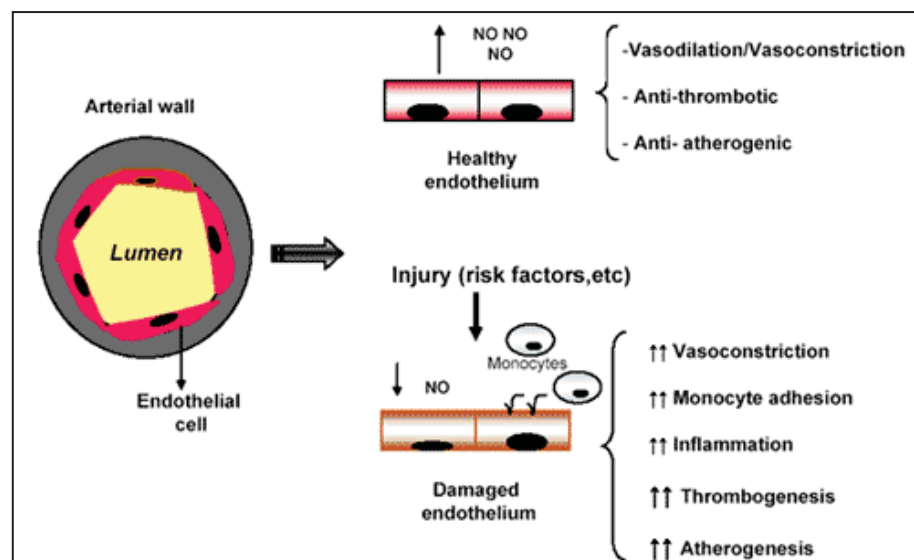 Arterial wall
Lumen
Endothelial
cell
NO NO
NO
Healthy
endothelium
-Vasodilation/Vasoconstriction
- Anti-thrombotic
- Anti- atherogenic
Injury (risk factors,etc)
Monocytes
↓ NO
Damaged
endothelium
↑↑ Vasoconstriction
↑↑ Monocyte adhesion
↑↑ Inflammation
↑↑ Thrombogenesis
↑↑ Atherogenesis